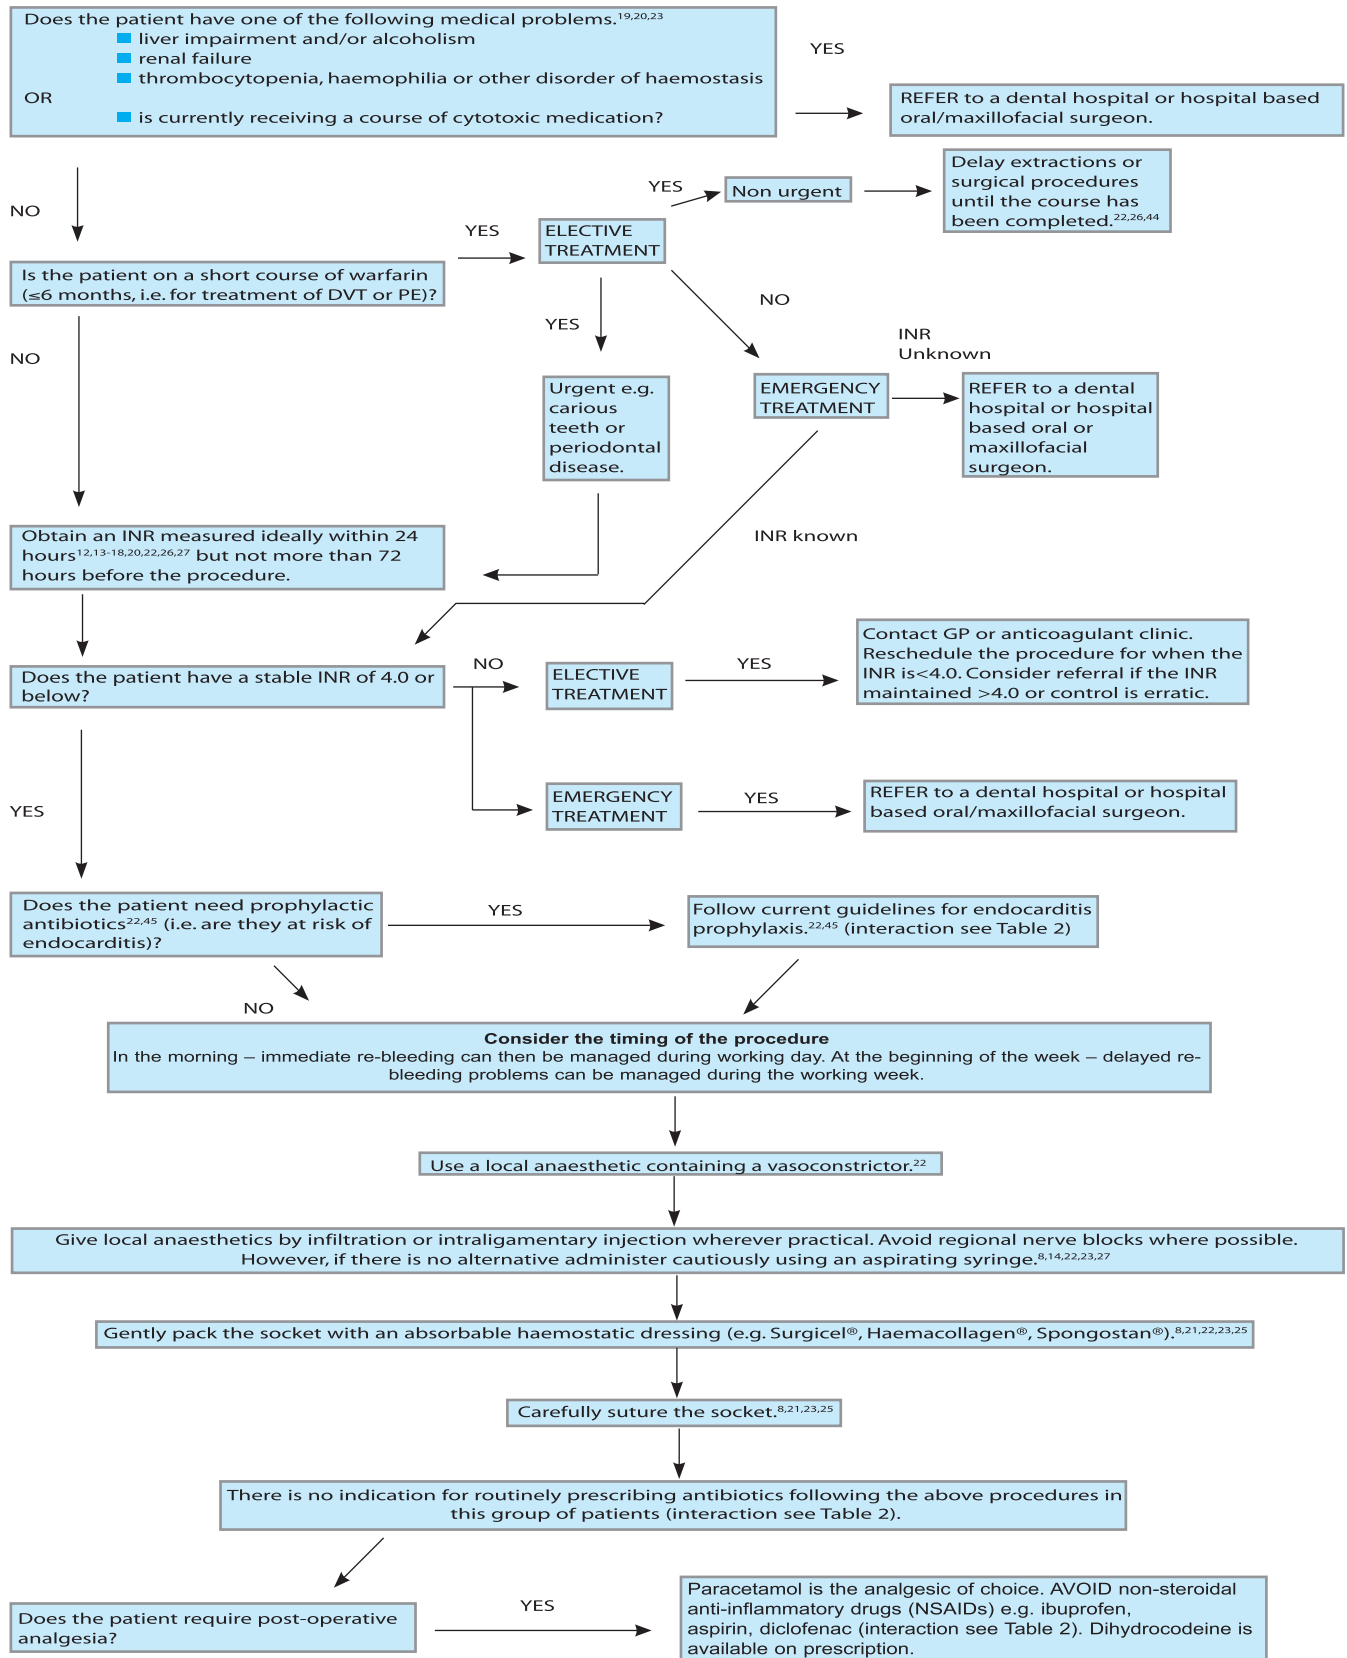 Does the patient have one of the following medical problems.19,20,23
liver impairment and/or alcoholism
renal failure
thrombocytopenia, haemophilia or other disorder of haemostasis
OR
is currently receiving a course of cytotoxic medication?
YES
REFER to a dental hospital or hospital based
oral/maxillofacial surgeon.
NO
Is the patient on a short course of warfarin
(≤6 months, i.e. for treatment of DVT or PE)?
YES
ELECTIVE
TREATMENT
YES
Non urgent
Delay extractions or
surgical procedures
until the course has
been completed.22,26,44
YES
Urgent e.g.
carious
teeth or
periodontal
disease.
NO
EMERGENCY
TREATMENT
INR
Unknown
REFER to a dental
hospital or hospital
based oral or
maxillofacial
surgeon.
INR known
NO
Obtain an INR measured ideally within 24
hours12,13-18,20,22,26,27 but not more than 72
hours before the procedure.
Does the patient have a stable INR of 4.0 or
below?
NO
ELECTIVE
TREATMENT
YES
Contact GP or anticoagulant clinic.
Reschedule the procedure for when the
INR is<4.0. Consider referral if the INR
maintained >4.0 or control is erratic.
EMERGENCY
TREATMENT
YES
REFER to a dental hospital or hospital
based oral/maxillofacial surgeon.
YES
Does the patient need prophylactic
antibiotics22,45 (i.e. are they at risk of
endocarditis)?
YES
Follow current guidelines for endocarditis
prophylaxis.22,45 (interaction see Table 2)
NO
Consider the timing of the procedure
In the morning – immediate re-bleeding can then be managed during working day. At the beginning of the week – delayed re-
bleeding problems can be managed during the working week.
Use a local anaesthetic containing a vasoconstrictor.22
Give local anaesthetics by infiltration or intraligamentary injection wherever practical. Avoid regional nerve blocks where possible.
However, if there is no alternative administer cautiously using an aspirating syringe.8,14,22,23,27
Gently pack the socket with an absorbable haemostatic dressing (e.g. Surgicel®, Haemacollagen®, Spongostan®).8,21,22,23,25
Carefully suture the socket.8,21,23,25
There is no indication for routinely prescribing antibiotics following the above procedures in
this group of patients (interaction see Table 2).
Does the patient require post-operative
analgesia?
YES
Paracetamol is the analgesic of choice. AVOID non-steroidal
anti-inflammatory drugs (NSAIDs) e.g. ibuprofen,
aspirin, diclofenac (interaction see Table 2). Dihydrocodeine is
available on prescription.